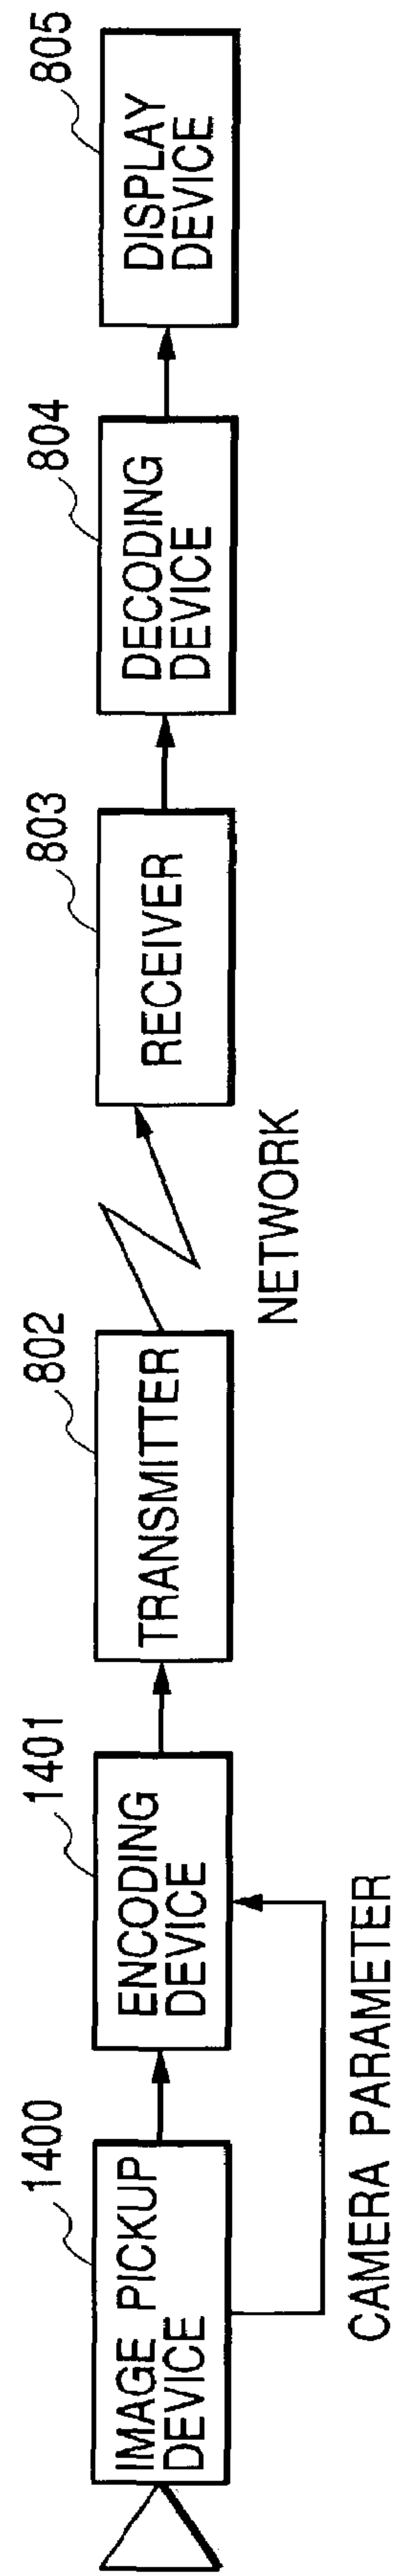 1400
IMAGE PICKUP
DEVICE
1401
ENCODING
DEVICE
CAMERA PARAMETER
802
TRANSMITTER
NETWORK
803
RECEIVER
804
DECODING
DEVICE
805
DISPLAY
DEVICE